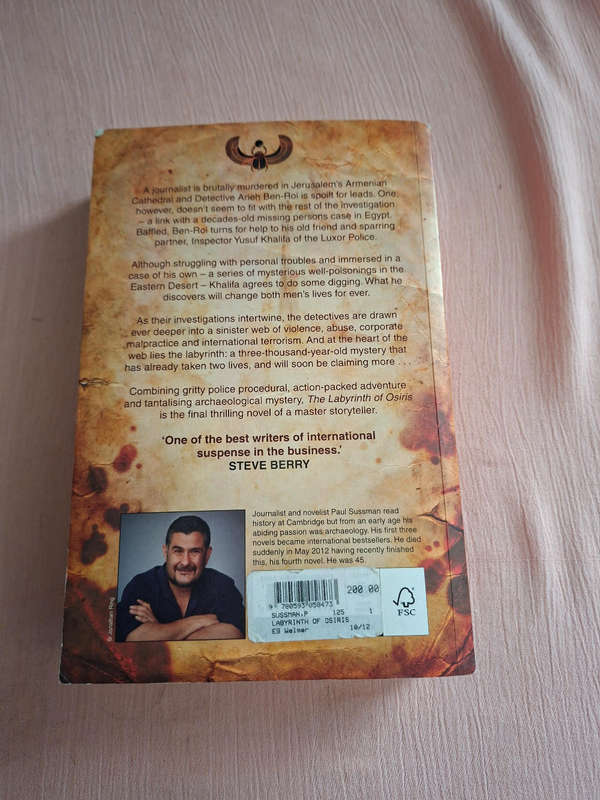 A journalist is brutally murdered in Jerusalem's Armenian
Cathedral and Detective Arieh Ben-Roi is spoilt for leads. One,
however, doesn't seem to fit with the rest of the investigation
– a link with a decades-old missing persons case in Egypt.
Baffled, Ben-Roi turns for help to his old friend and sparring
partner, Inspector Yusuf Khalifa of the Luxor Police.
Although struggling with personal troubles and immersed in a
case of his own – a series of mysterious well-poisonings in the
Eastern Desert – Khalifa agrees to do some digging. What he
discovers will change both men's lives for ever.
As their investigations intertwine, the detectives are drawn
ever deeper into a sinister web of violence, abuse, corporate
malpractice and international terrorism. And at the heart of the
web lies the labyrinth: a three-thousand-year-old mystery that
has already taken two lives, and will soon be claiming more . . .
Combining gritty police procedural, action-packed adventure
and tantalising archaeological mystery, The Labyrinth of Osiris
is the final thrilling novel of a master storyteller.
'One of the best writers of international
suspense in the business.'
STEVE BERRY
Journalist and novelist Paul Sussman read
history at Cambridge but from an early age his
abiding passion was archaeology. His first three
novels became international bestsellers. He died
suddenly in May 2012 having recently finished
this, his fourth novel. He was 45.
© Jonathan Ring
200.00
9 780593 058473
SUSSMAN.P 125 1
LABYRINTH OF OSIRIS
EB Welmer 10/12
FSC